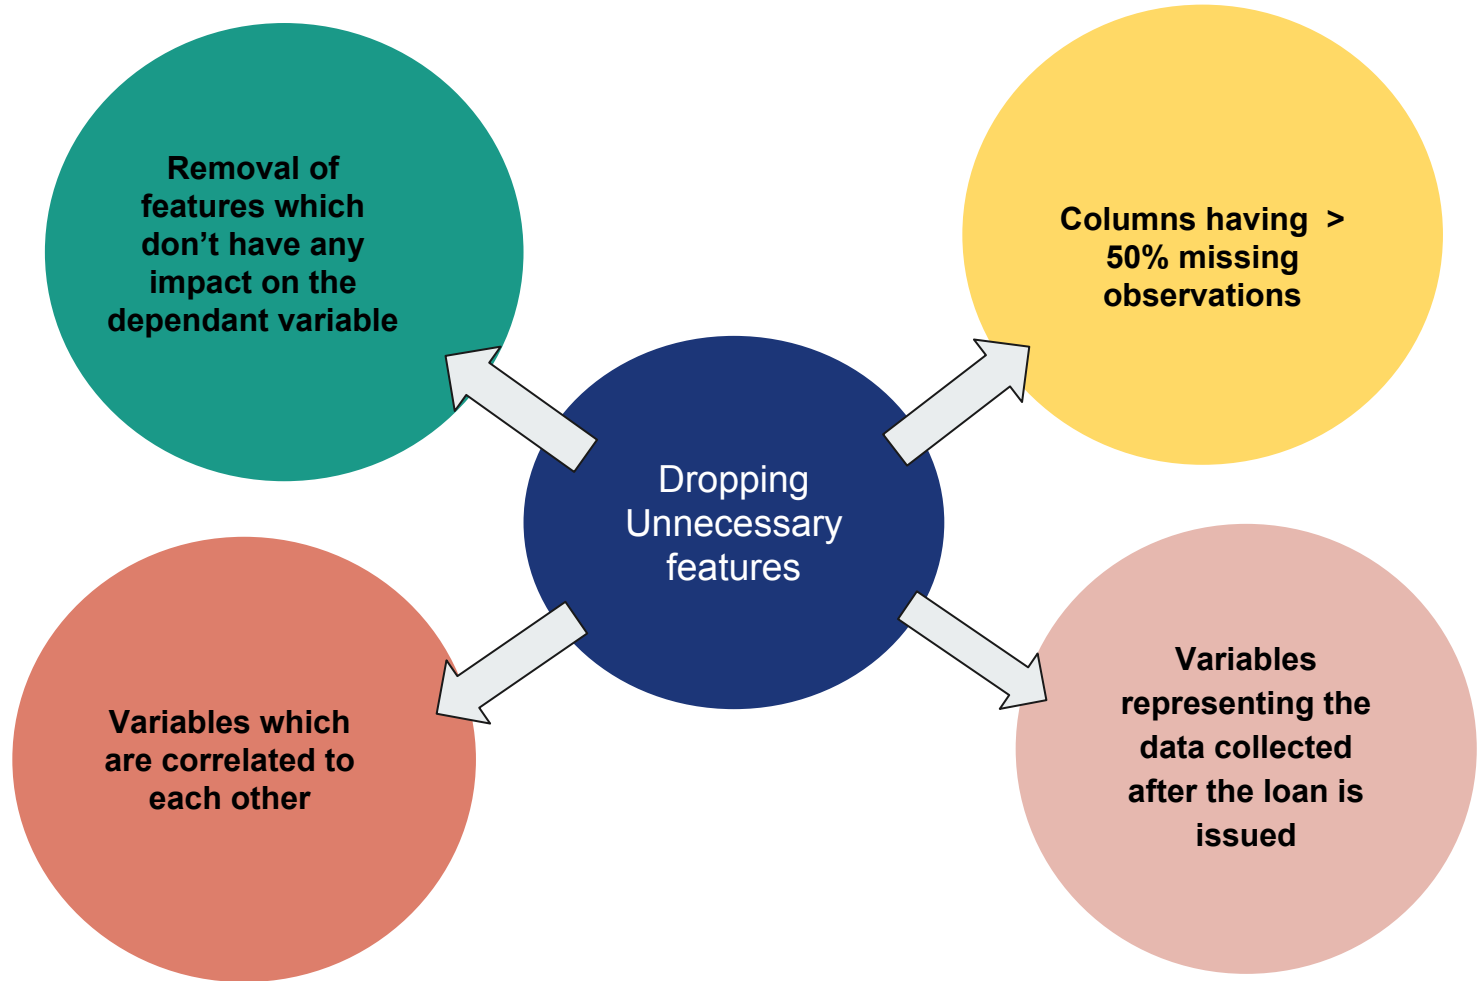 Removal of
features which
don’t have any
impact on the
dependant variable
Columns having  >
50% missing
observations
Dropping
Unnecessary
features
Variables which
are correlated to
each other
Variables
representing the
data collected
after the loan is
issued